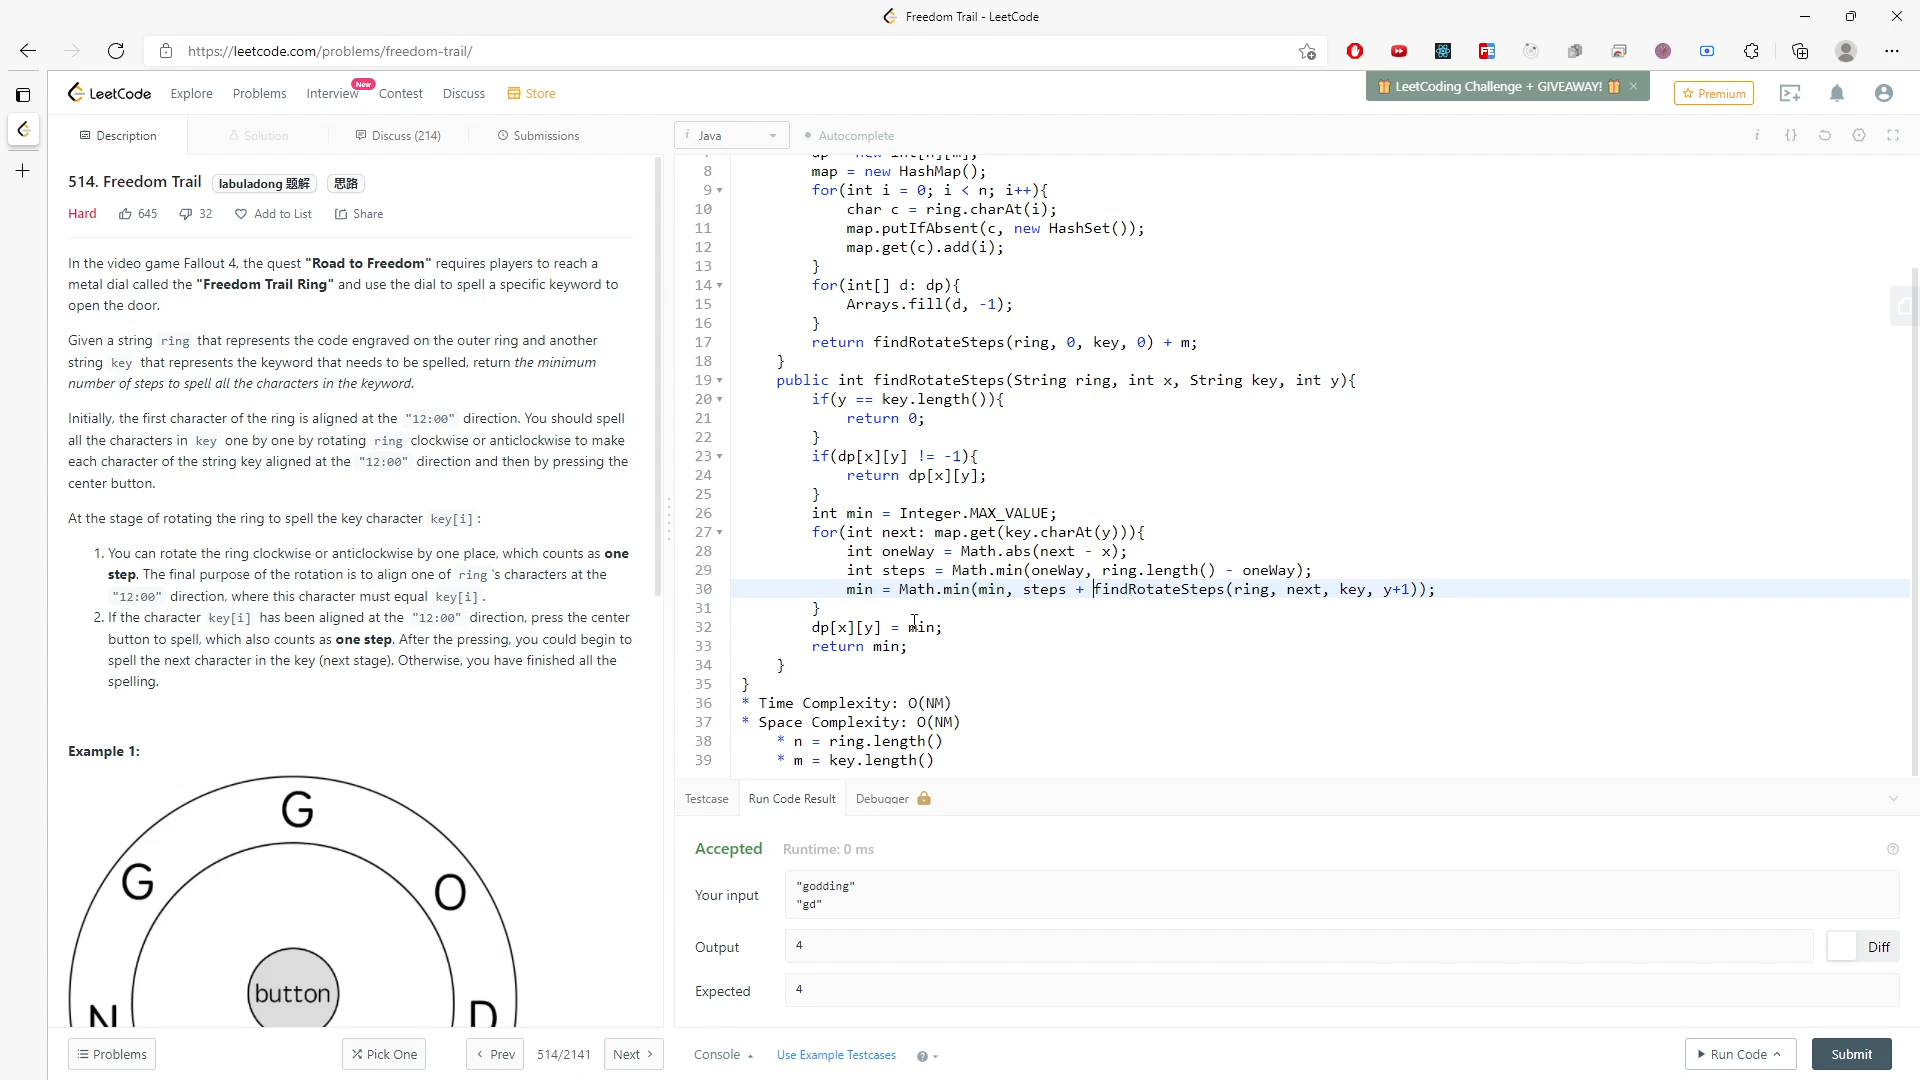 Freedom Trail - LeetCode
https://leetcode.com/problems/freedom-trail/
LeetCode
Explore
Problems
Interview
New
Contest
Discuss
Store
LeetCoding Challenge + GIVEAWAY!
Premium
Description
Solution
Discuss (214)
Submissions
i Java
Autocomplete
514. Freedom Trail
labuladong 题解
思路
Hard
645
32
Add to List
Share
In the video game Fallout 4, the quest "Road to Freedom" requires players to reach a
metal dial called the "Freedom Trail Ring" and use the dial to spell a specific keyword to
open the door.
Given a string ring that represents the code engraved on the outer ring and another
string key that represents the keyword that needs to be spelled, return the minimum
number of steps to spell all the characters in the keyword.
Initially, the first character of the ring is aligned at the "12:00" direction. You should spell
all the characters in key one by one by rotating ring clockwise or anticlockwise to make
each character of the string key aligned at the "12:00" direction and then by pressing the
center button.
At the stage of rotating the ring to spell the key character key[i]:
1. You can rotate the ring clockwise or anticlockwise by one place, which counts as one
step. The final purpose of the rotation is to align one of ring's characters at the
"12:00" direction, where this character must equal key[i].
2. If the character key[i] has been aligned at the "12:00" direction, press the center
button to spell, which also counts as one step. After the pressing, you could begin to
spell the next character in the key (next stage). Otherwise, you have finished all the
spelling.
Example 1:
G
G
O
button
N
D
8 map = new HashMap();
9 for(int i = 0; i < n; i++){
10 char c = ring.charAt(i);
11 map.putIfAbsent(c, new HashSet());
12 map.get(c).add(i);
13 }
14 for(int[] d: dp){
15 Arrays.fill(d, -1);
16 }
17 return findRotateSteps(ring, 0, key, 0) + m;
18 }
19 public int findRotateSteps(String ring, int x, String key, int y){
20 if(y == key.length()){
21 return 0;
22 }
23 if(dp[x][y] != -1){
24 return dp[x][y];
25 }
26 int min = Integer.MAX_VALUE;
27 for(int next: map.get(key.charAt(y))){
28 int oneWay = Math.abs(next - x);
29 int steps = Math.min(oneWay, ring.length() - oneWay);
30 min = Math.min(min, steps + findRotateSteps(ring, next, key, y+1));
31 }
32 dp[x][y] = min;
33 return min;
34 }
35 }
36 * Time Complexity: O(NM)
37 * Space Complexity: O(NM)
38 * n = ring.length()
39 * m = key.length()
Testcase
Run Code Result
Debugger
Accepted
Runtime: 0 ms
Your input
"godding"
"gd"
Output
4
Diff
Expected
4
Problems
Pick One
Prev
514/2141
Next
Console
Use Example Testcases
Run Code
Submit